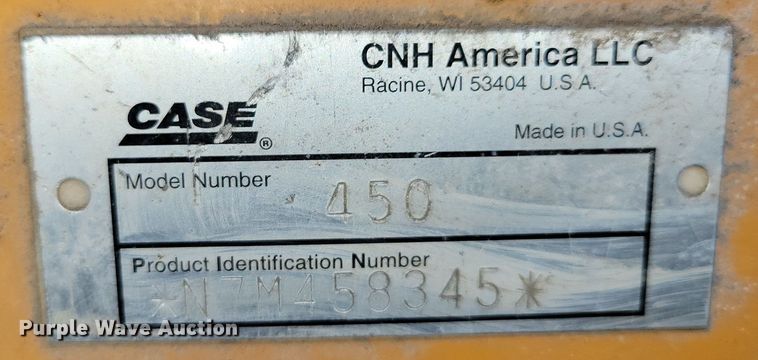 CNH America LLC
Racine, WI 53404 U.S.A.
CASE®
Made in U.S.A.
Model Number
450
Product Identification Number
*N7M458345*
Purple Wave Auction